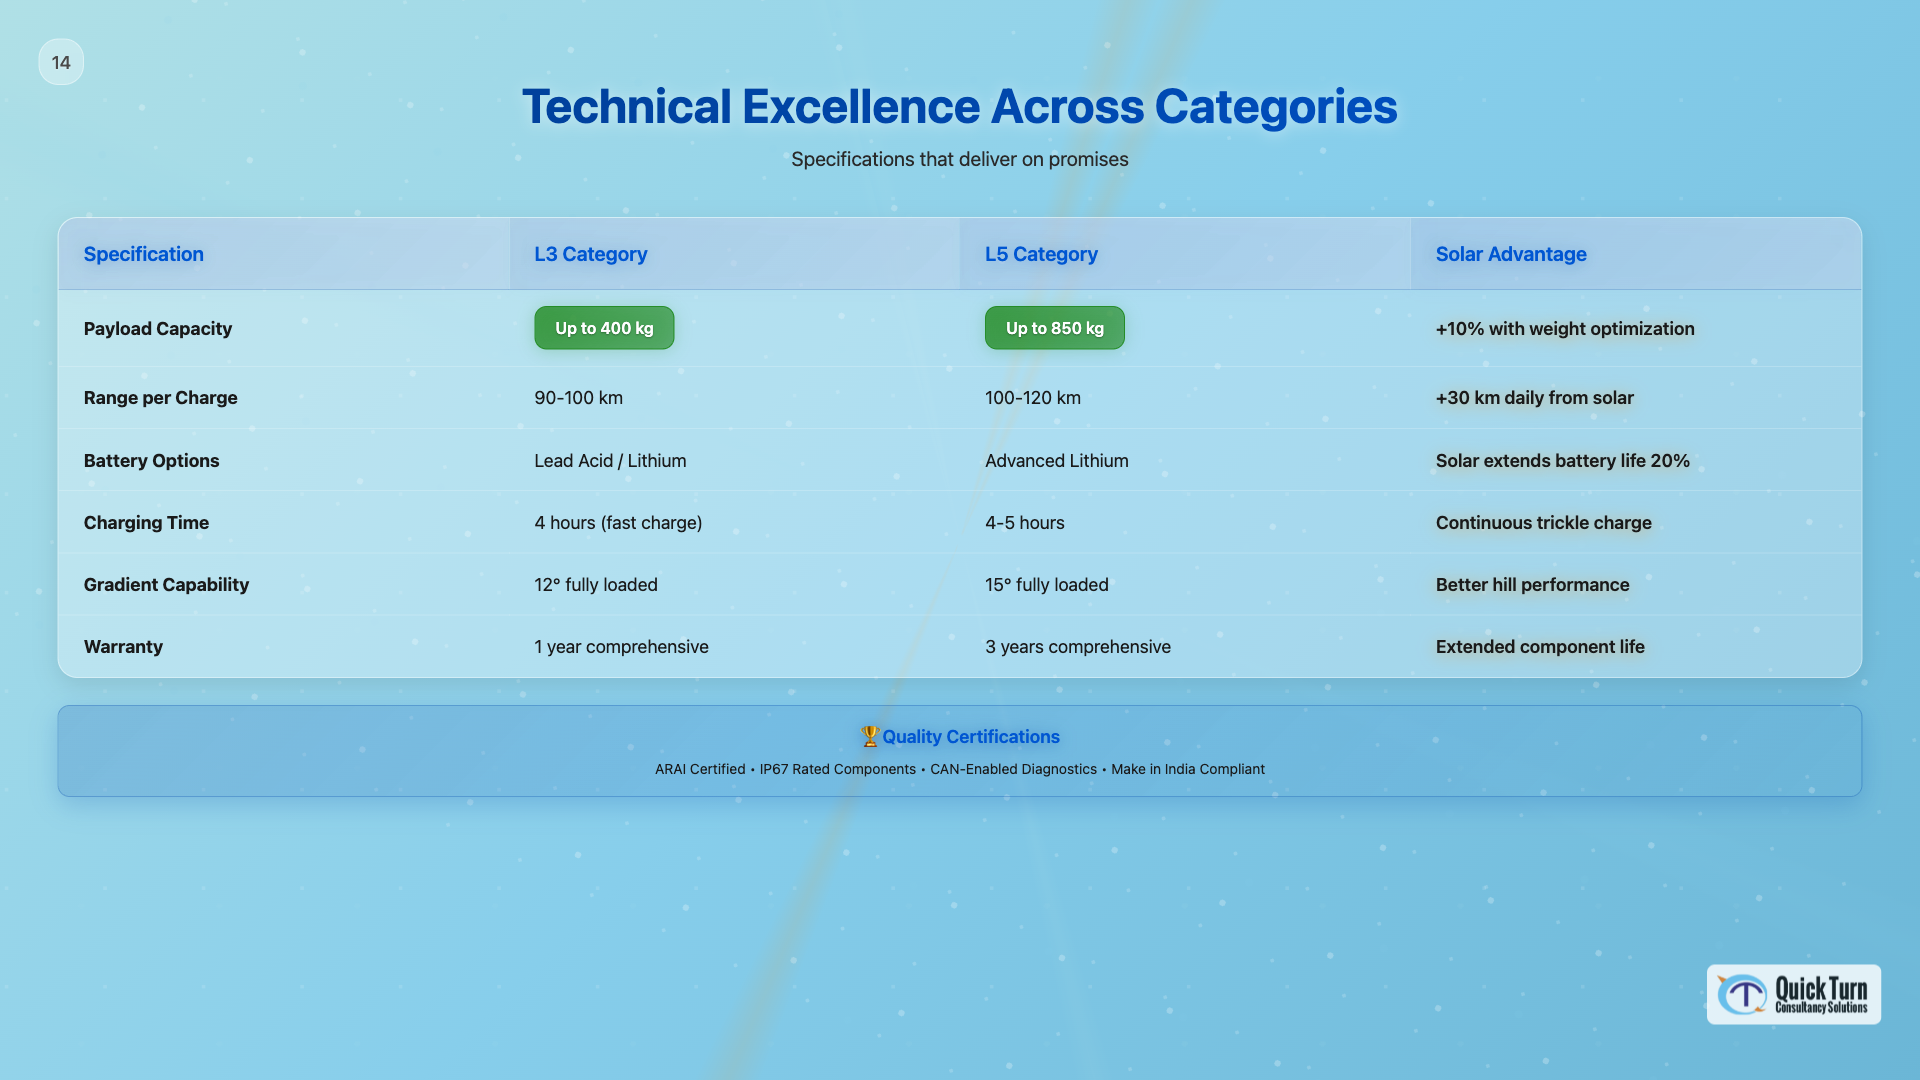 14
Technical Excellence Across Categories
Specifications that deliver on promises
Specification L3 Category L5 Category Solar Advantage
Payload Capacity Up to 400 kg Up to 850 kg +10% with weight optimization
Range per Charge 90-100 km 100-120 km +30 km daily from solar
Battery Options Lead Acid / Lithium Advanced Lithium Solar extends battery life 20%
Charging Time 4 hours (fast charge) 4-5 hours Continuous trickle charge
Gradient Capability 12° fully loaded 15° fully loaded Better hill performance
Warranty 1 year comprehensive 3 years comprehensive Extended component life
🏆Quality Certifications
ARAI Certified • IP67 Rated Components • CAN-Enabled Diagnostics • Make in India Compliant
Quick Turn
Consultancy Solutions